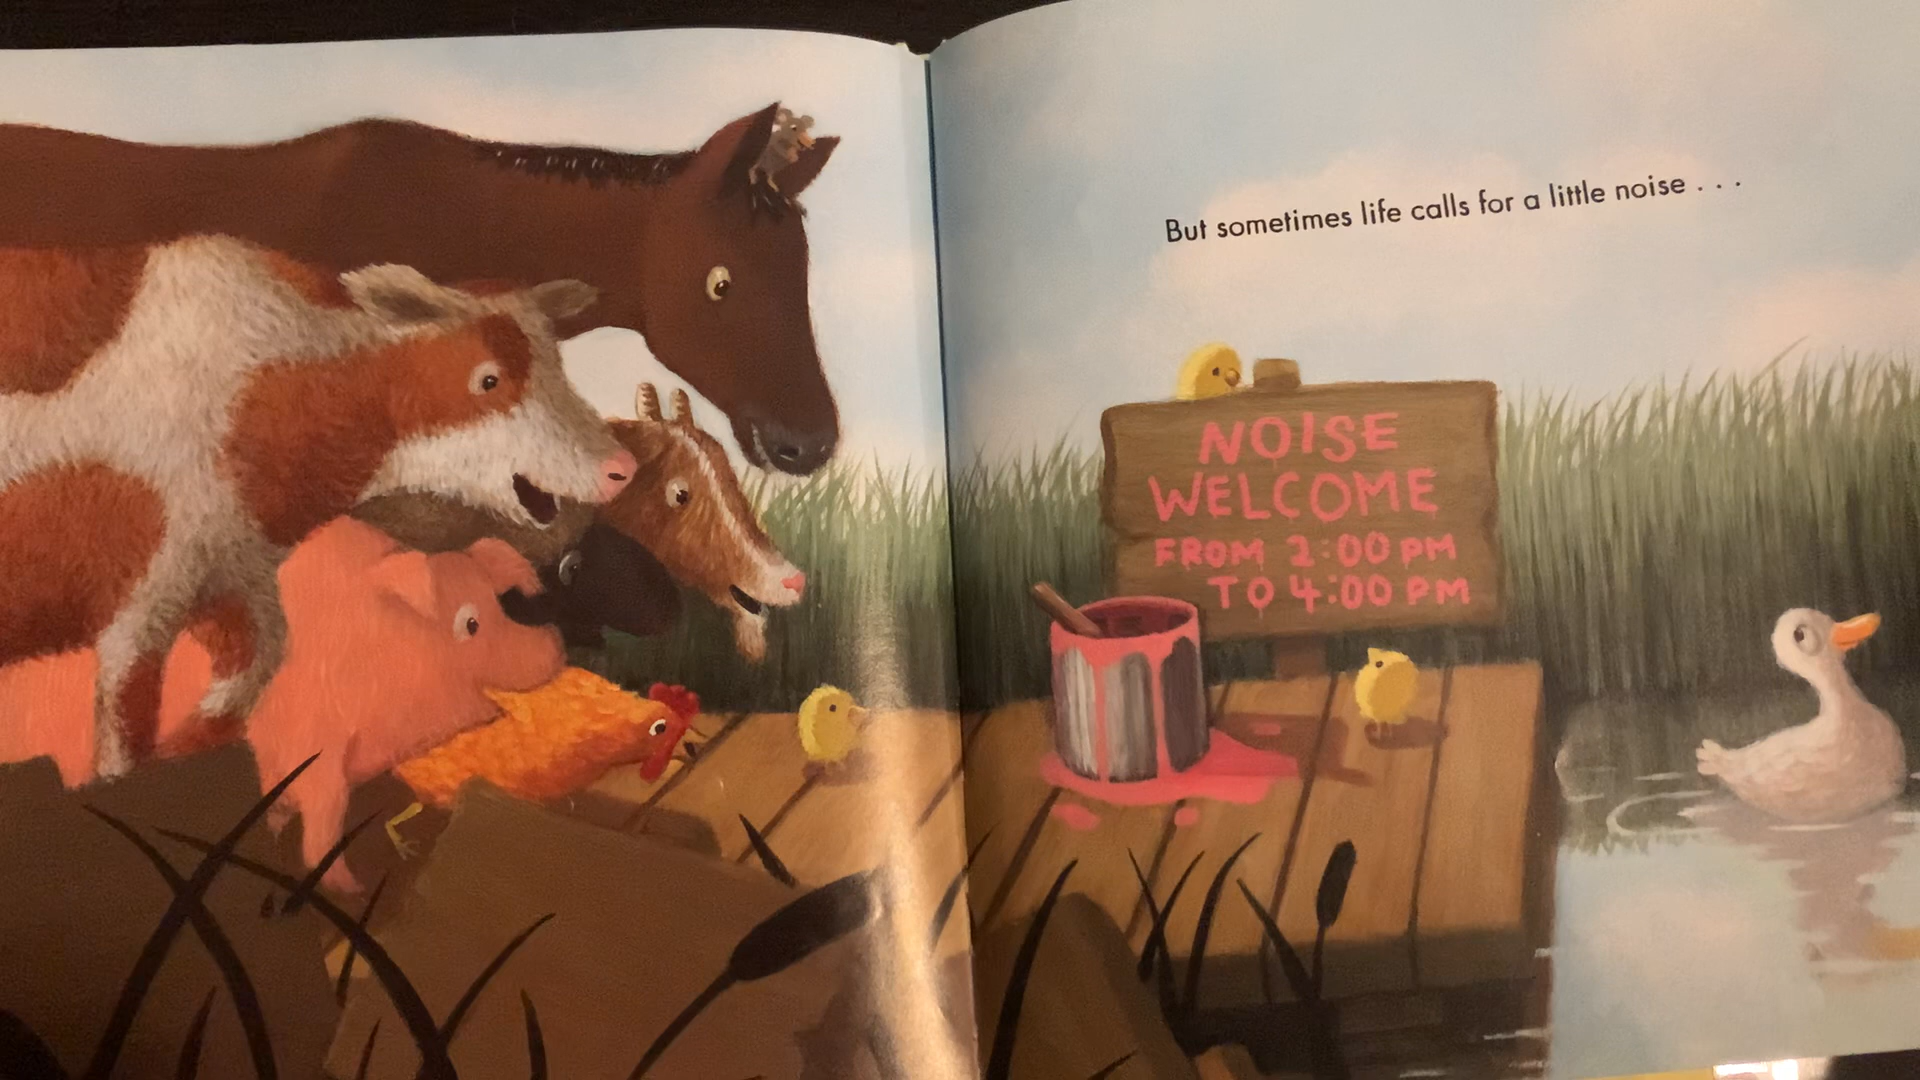 But sometimes life calls for a little noise . . .
NOISE
WELCOME
FROM 2:00 PM
TO 4:00 PM